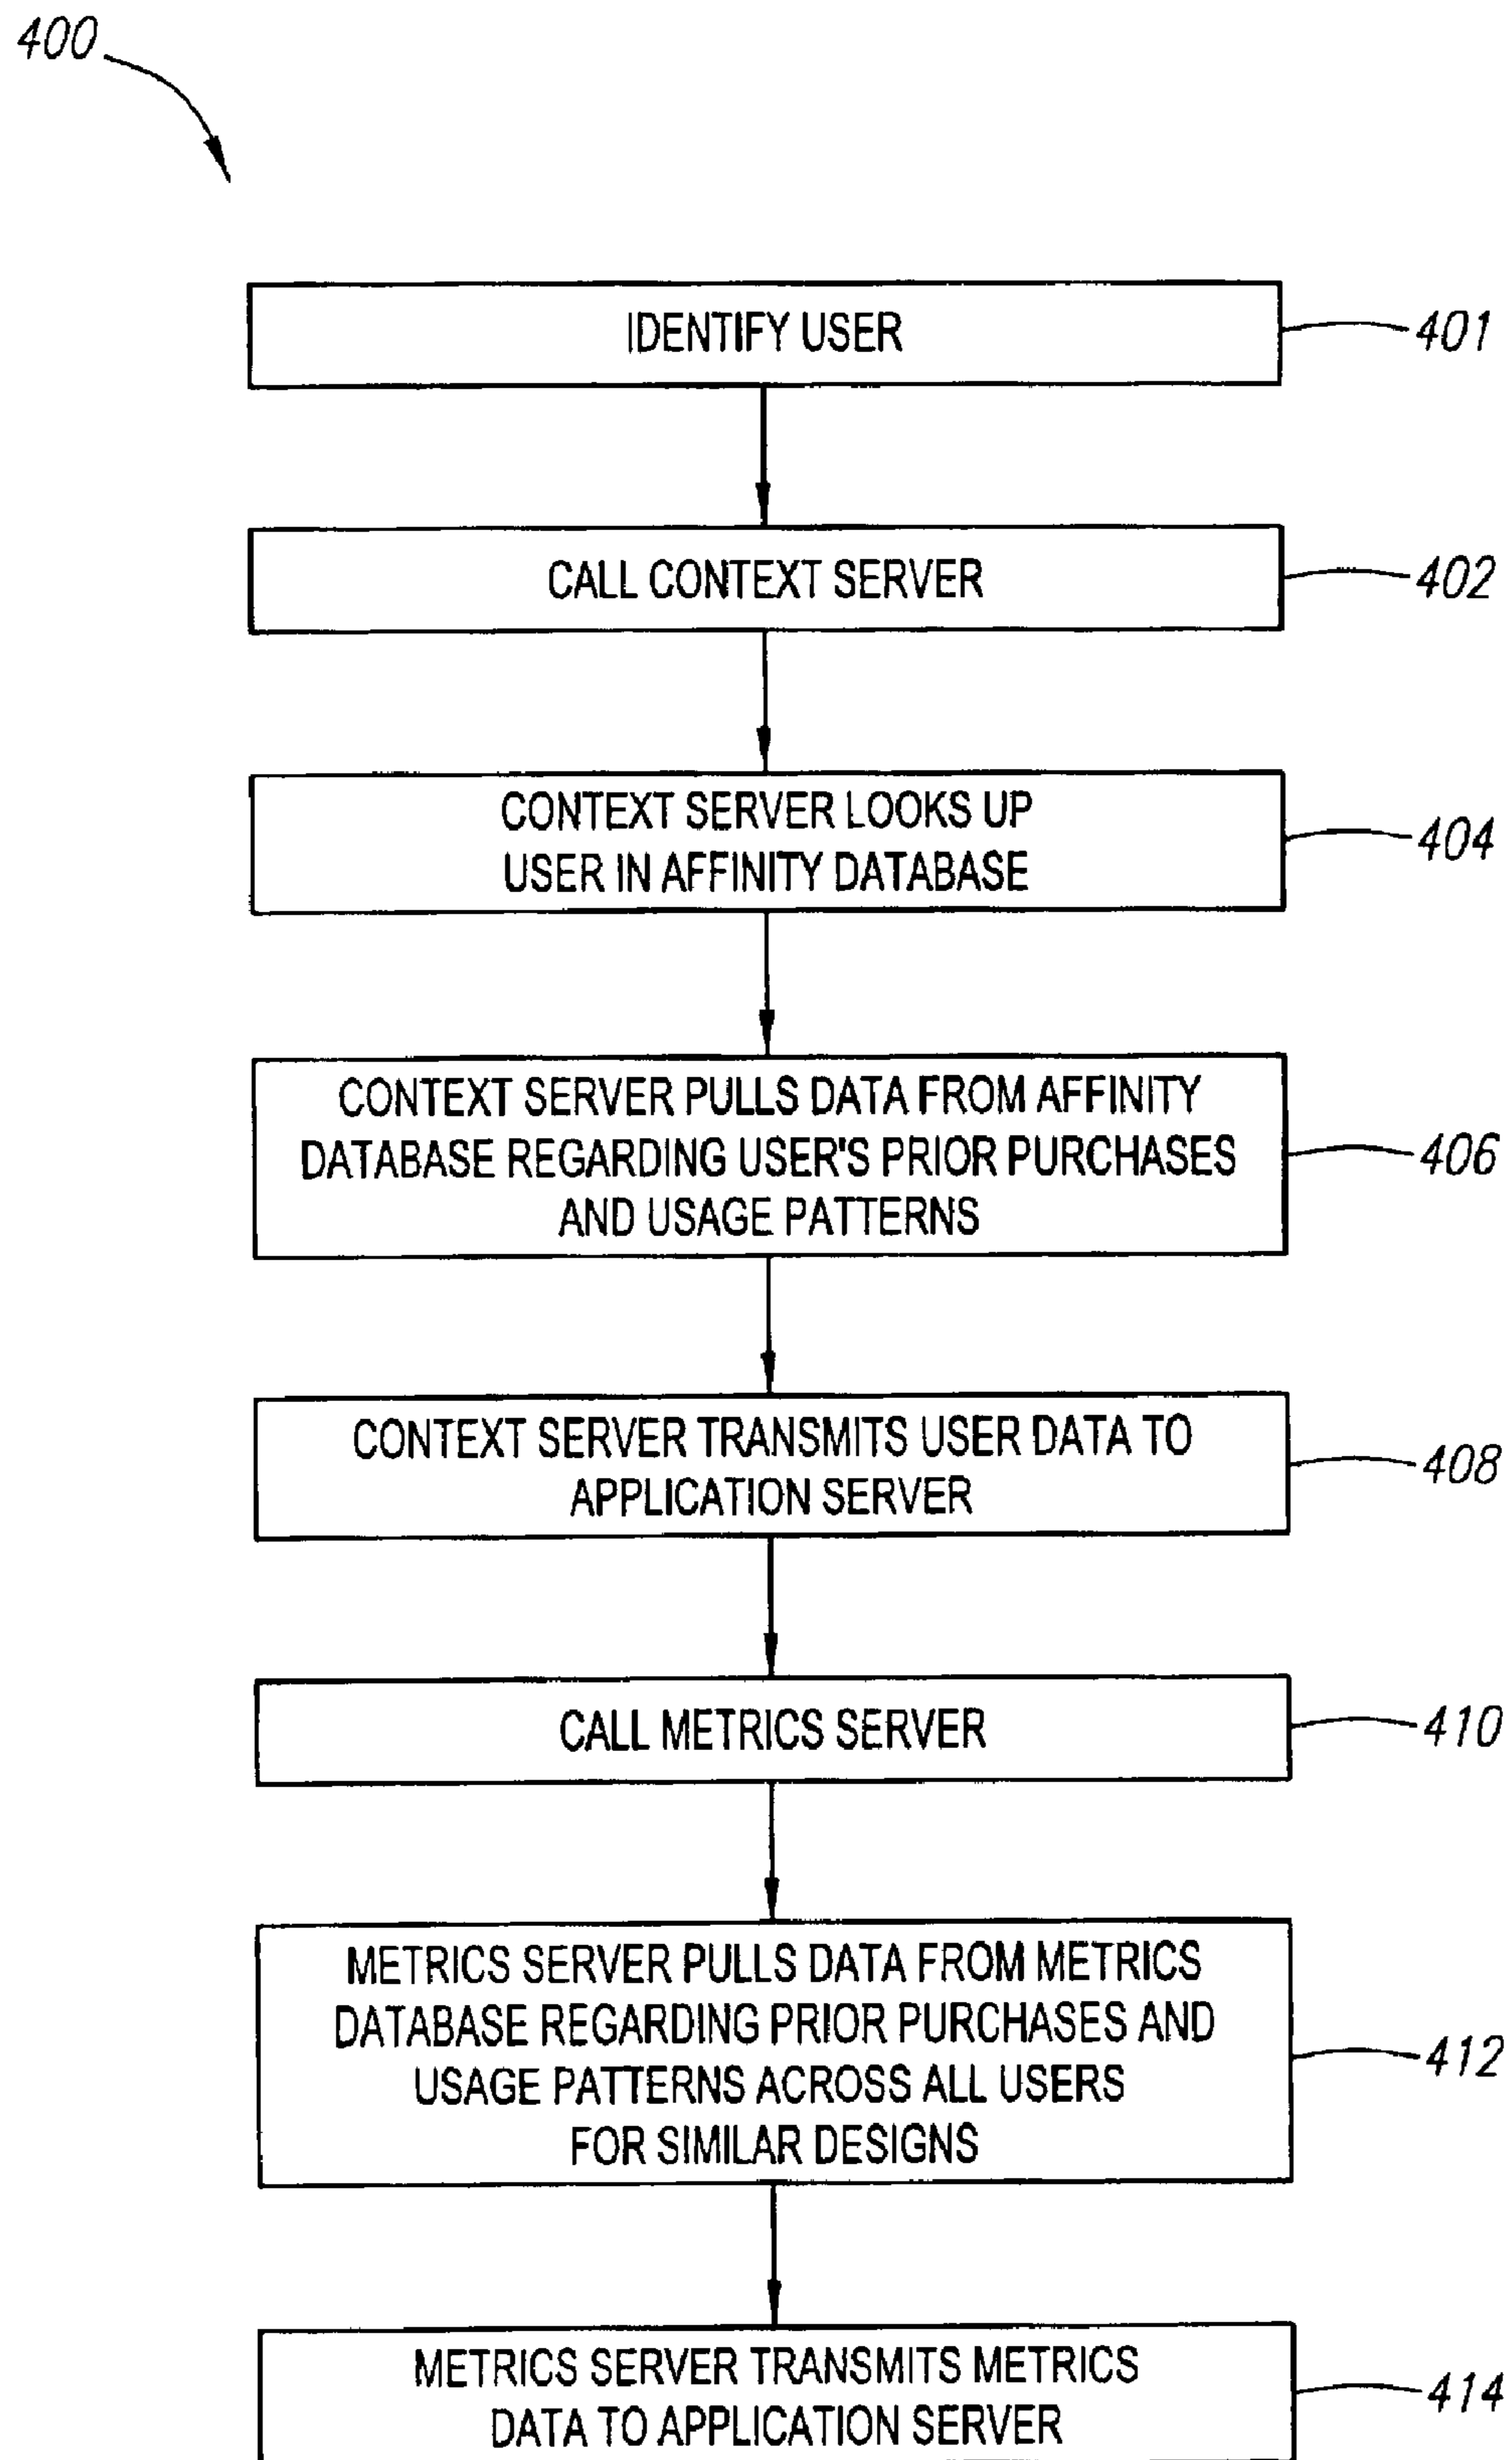 400
IDENTIFY USER
401
CALL CONTEXT SERVER
402
CONTEXT SERVER LOOKS UP
USER IN AFFINITY DATABASE
404
CONTEXT SERVER PULLS DATA FROM AFFINITY
DATABASE REGARDING USER'S PRIOR PURCHASES
AND USAGE PATTERNS
406
CONTEXT SERVER TRANSMITS USER DATA TO
APPLICATION SERVER
408
CALL METRICS SERVER
410
METRICS SERVER PULLS DATA FROM METRICS
DATABASE REGARDING PRIOR PURCHASES AND
USAGE PATTERNS ACROSS ALL USERS
FOR SIMILAR DESIGNS
412
METRICS SERVER TRANSMITS METRICS
DATA TO APPLICATION SERVER
414